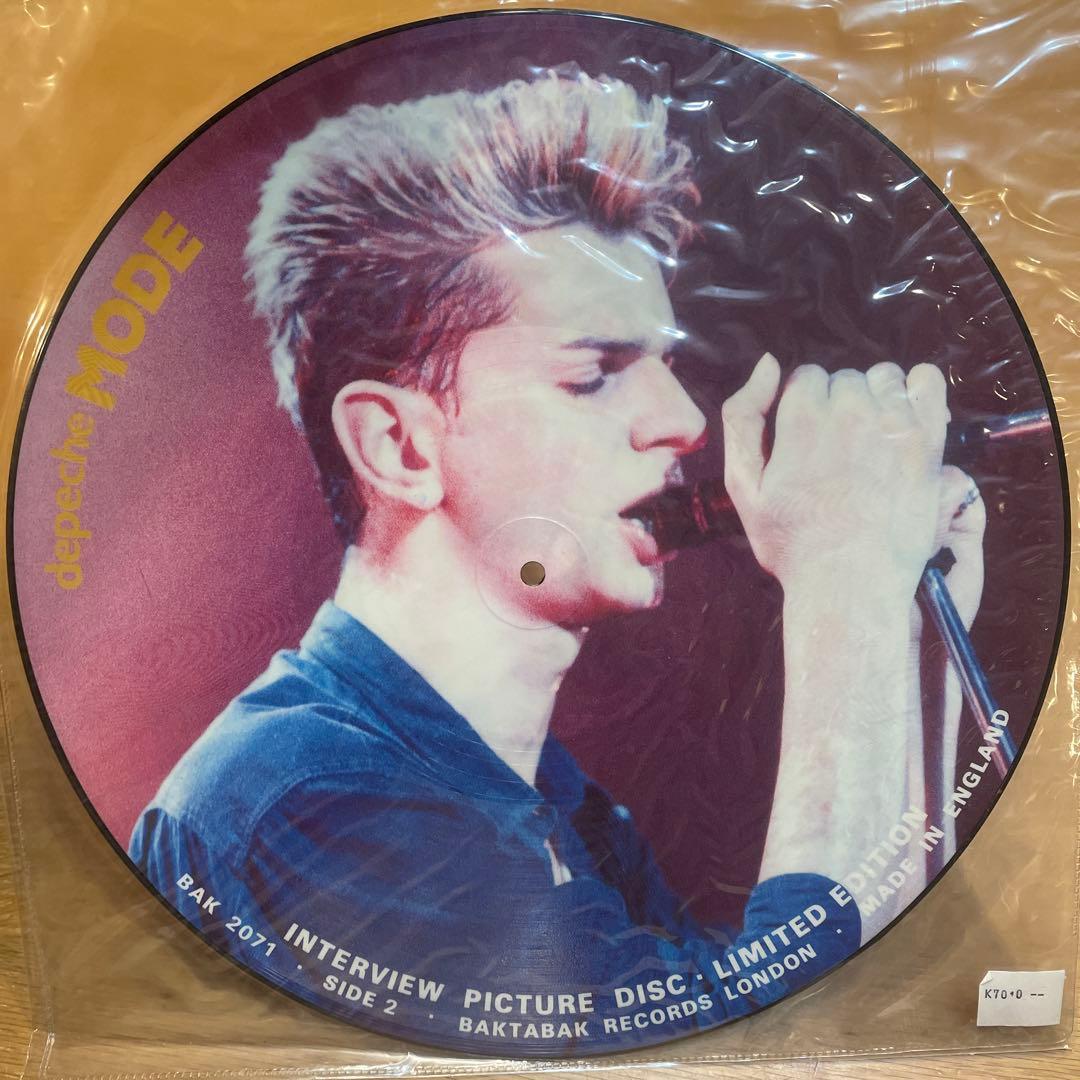 depeche MODE
INTERVIEW PICTURE DISC · LIMITED EDITION
BAK 2071 · SIDE 2 · BAKTABAK RECORDS LONDON · MADE IN ENGLAND
K70•0 --